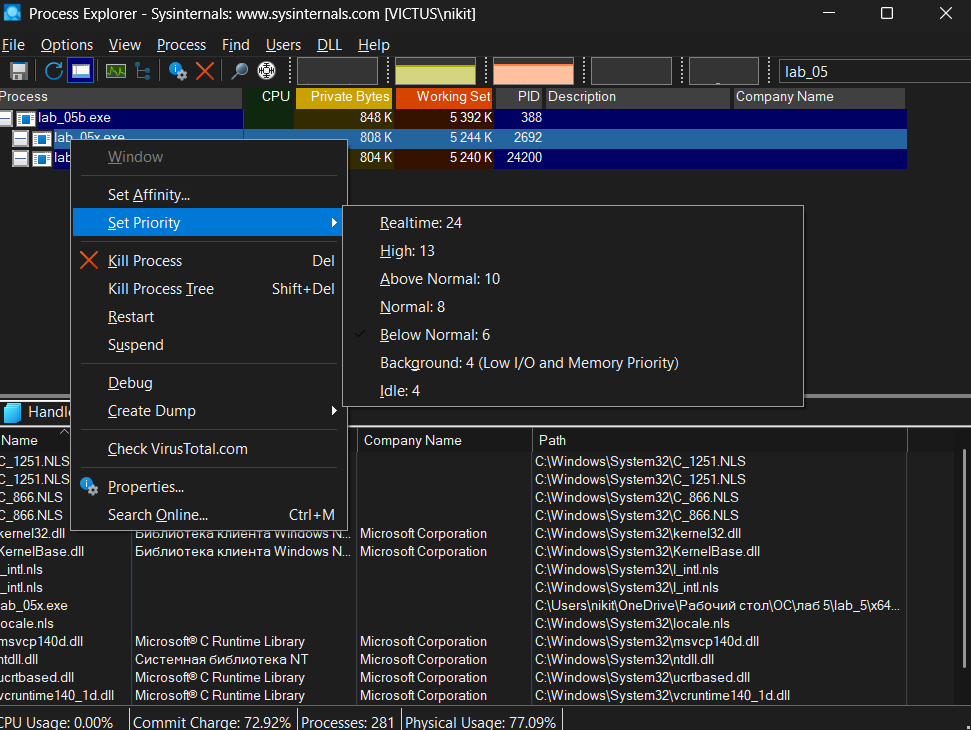 Process Explorer - Sysinternals: www.sysinternals.com [VICTUS\nikit]
File Options View Process Find Users DLL Help
lab_05
Process CPU Private Bytes Working Set PID Description Company Name
lab_05b.exe 848 K 5 392 K 388
lab_05x.exe 808 K 5 244 K 2692
lab 804 K 5 240 K 24200
Window
Set Affinity...
Set Priority
Kill Process Del
Kill Process Tree Shift+Del
Restart
Suspend
Debug
Create Dump
Check VirusTotal.com
Properties...
Search Online... Ctrl+M
Realtime: 24
High: 13
Above Normal: 10
Normal: 8
Below Normal: 6
Background: 4 (Low I/O and Memory Priority)
Idle: 4
Handl
Name Company Name Path
C_1251.NLS C:\Windows\System32\C_1251.NLS
C_1251.NLS C:\Windows\System32\C_1251.NLS
C_866.NLS C:\Windows\System32\C_866.NLS
C_866.NLS C:\Windows\System32\C_866.NLS
kernel32.dll Библиотека клиента Windows N... Microsoft Corporation C:\Windows\System32\kernel32.dll
KernelBase.dll Библиотека клиента Windows N... Microsoft Corporation C:\Windows\System32\KernelBase.dll
l_intl.nls C:\Windows\System32\l_intl.nls
l_intl.nls C:\Windows\System32\l_intl.nls
lab_05x.exe C:\Users\nikit\OneDrive\Рабочий стол\ОС\лаб 5\lab_5\x64...
locale.nls C:\Windows\System32\locale.nls
msvcp140d.dll Microsoft® C Runtime Library Microsoft Corporation C:\Windows\System32\msvcp140d.dll
ntdll.dll Системная библиотека NT Microsoft Corporation C:\Windows\System32\ntdll.dll
ucrtbased.dll Microsoft® C Runtime Library Microsoft Corporation C:\Windows\System32\ucrtbased.dll
vcruntime140_1d.dll Microsoft® C Runtime Library Microsoft Corporation C:\Windows\System32\vcruntime140_1d.dll
CPU Usage: 0.00% Commit Charge: 72.92% Processes: 281 Physical Usage: 77.09%